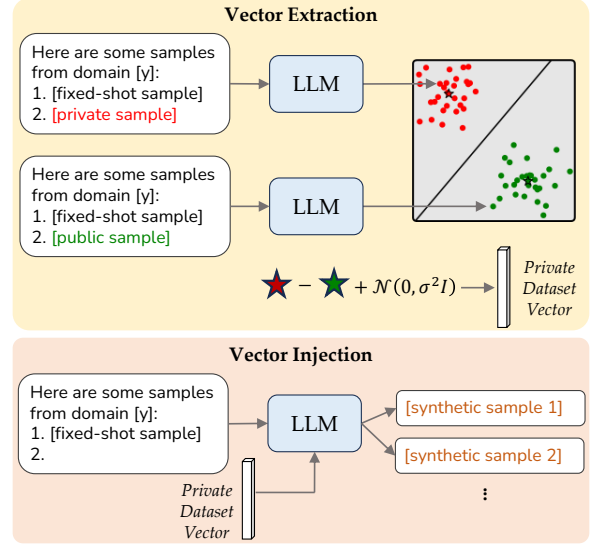 Vector Extraction
Here are some samples
from domain [y]:
1. [fixed-shot sample]
2. [private sample]
LLM
Here are some samples
from domain [y]:
1. [fixed-shot sample]
2. [public sample]
LLM
− + 𝒩(0, σ²I)
Private
Dataset
Vector
Vector Injection
Here are some samples
from domain [y]:
1. [fixed-shot sample]
2.
LLM
[synthetic sample 1]
[synthetic sample 2]
⋮
Private
Dataset
Vector